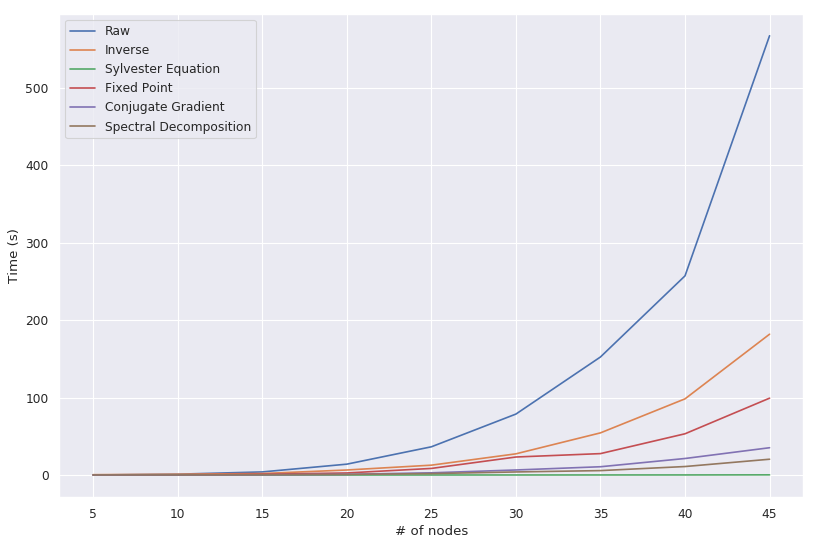 Raw
Inverse
Sylvester Equation
Fixed Point
Conjugate Gradient
Spectral Decomposition
500
400
300
200
100
0
Time (s)
5 10 15 20 25 30 35 40 45
# of nodes